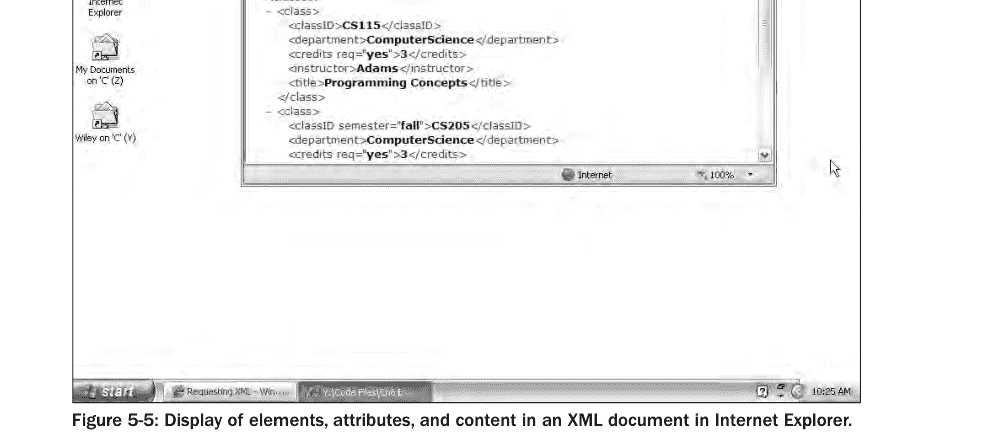 Internet
Explorer
My Documents
on 'C' (Z)
Wiley on 'C' (Y)
- <class>
<classID>CS115</classID>
<department>ComputerScience</department>
<credits req="yes">3</credits>
<instructor>Adams</instructor>
<title>Programming Concepts</title>
</class>
- <class>
<classID semester="fall">CS205</classID>
<department>ComputerScience</department>
<credits req="yes">3</credits>
Internet
100%
start
Requesting XML - Win...
10:25 AM
Figure 5-5: Display of elements, attributes, and content in an XML document in Internet Explorer.